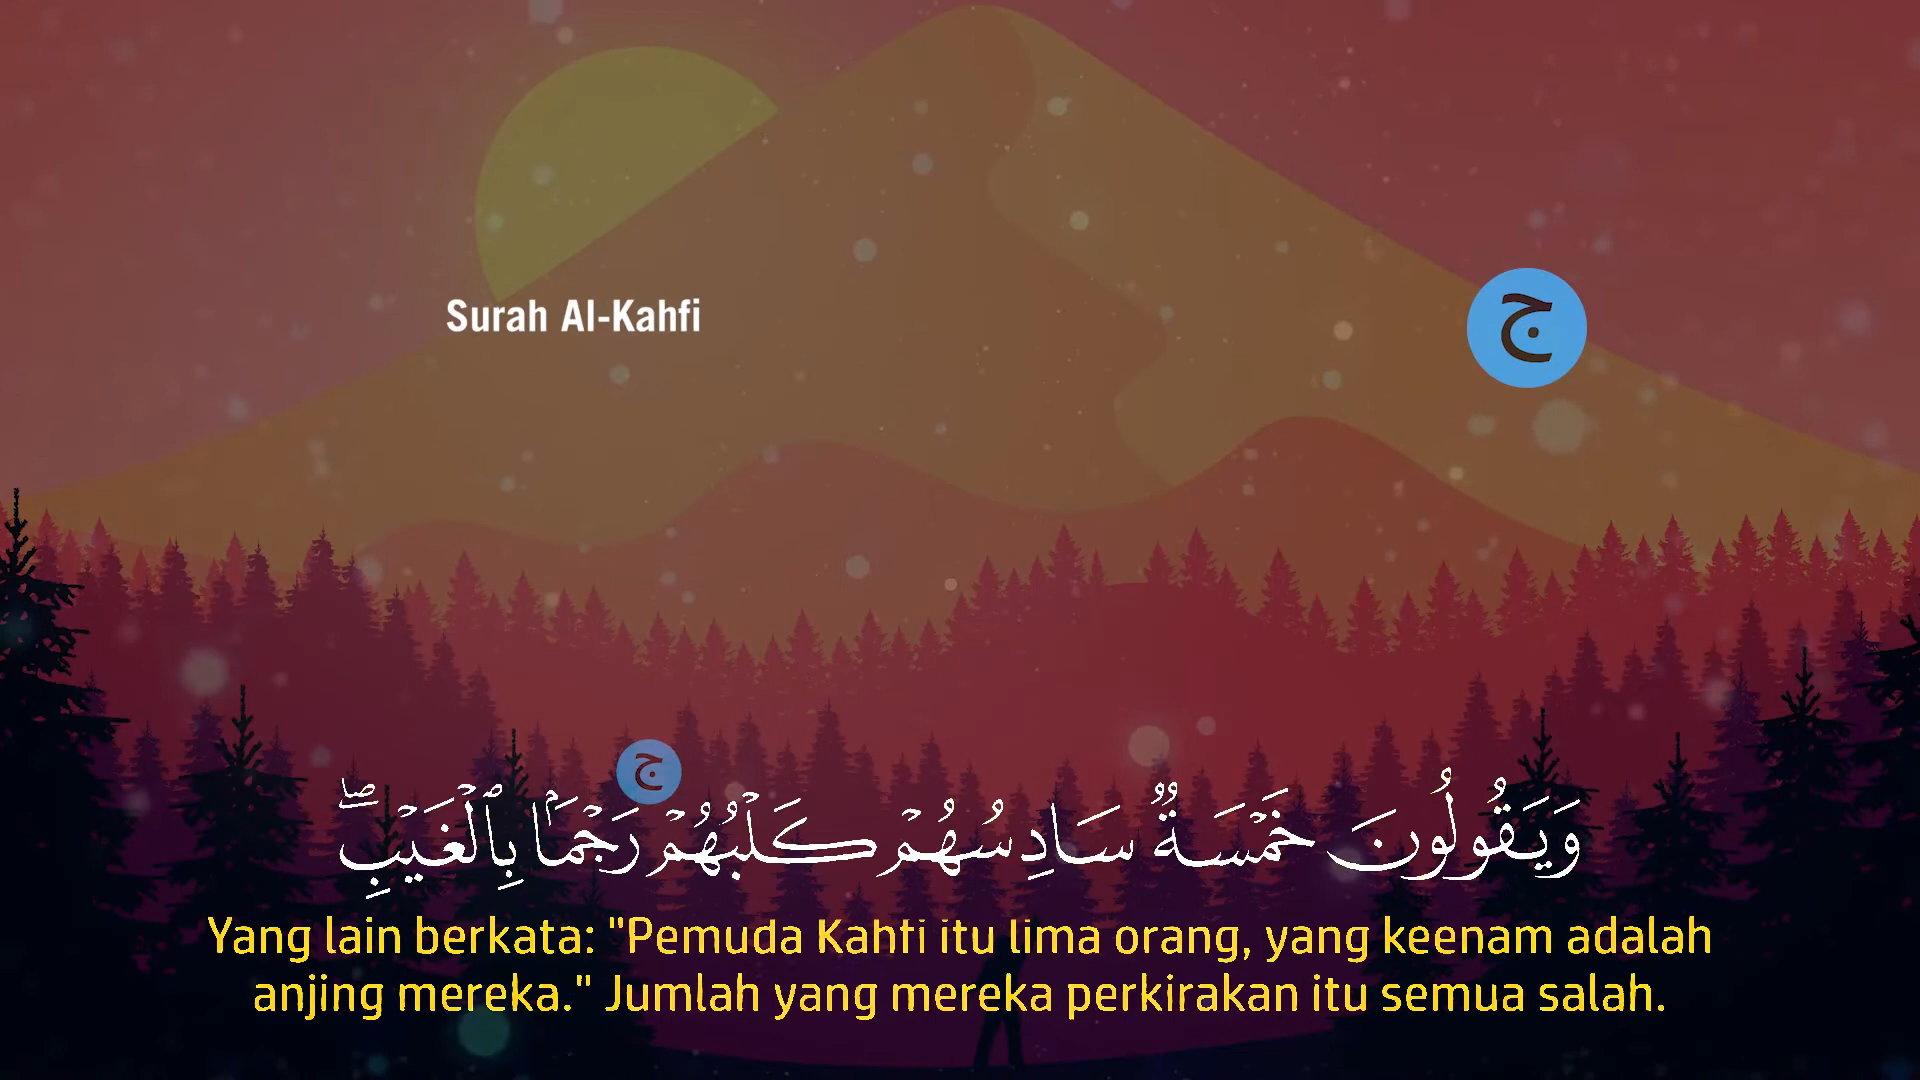 Surah Al-Kahfi
ج
ج
وَيَقُولُونَ خَمْسَةٌ سَادِسُهُمْ كَلْبُهُمْ رَجْمًۢا بِٱلْغَيْبِ ۖ
Yang lain berkata: "Pemuda Kahfi itu lima orang, yang keenam adalah
anjing mereka." Jumlah yang mereka perkirakan itu semua salah.